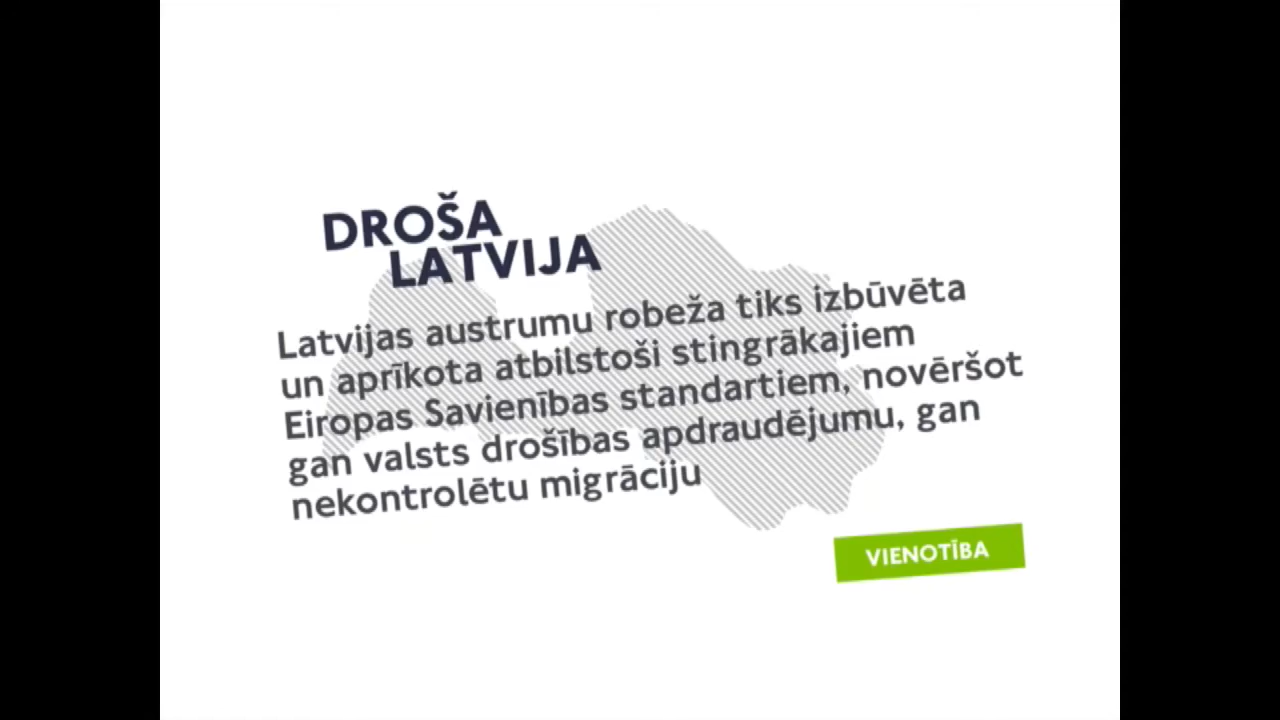 DROŠA
LATVIJA
Latvijas austrumu robeža tiks izbūvēta
un aprīkota atbilstoši stingrākajiem
Eiropas Savienības standartiem, novēršot
gan valsts drošības apdraudējumu, gan
nekontrolētu migrāciju
VIENOTĪBA